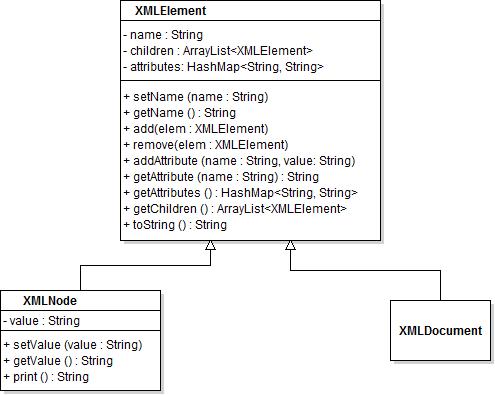 XMLElement
- name : String
- children : ArrayList<XMLElement>
- attributes: HashMap<String, String>
+ setName (name : String)
+ getName () : String
+ add(elem : XMLElement)
+ remove(elem : XMLElement)
+ addAttribute (name : String, value: String)
+ getAttribute (name : String) : String
+ getAttributes () : HashMap<String, String>
+ getChildren () : ArrayList<XMLElement>
+ toString () : String
XMLNode
- value : String
+ setValue (value : String)
+ getValue () : String
+ print () : String
XMLDocument